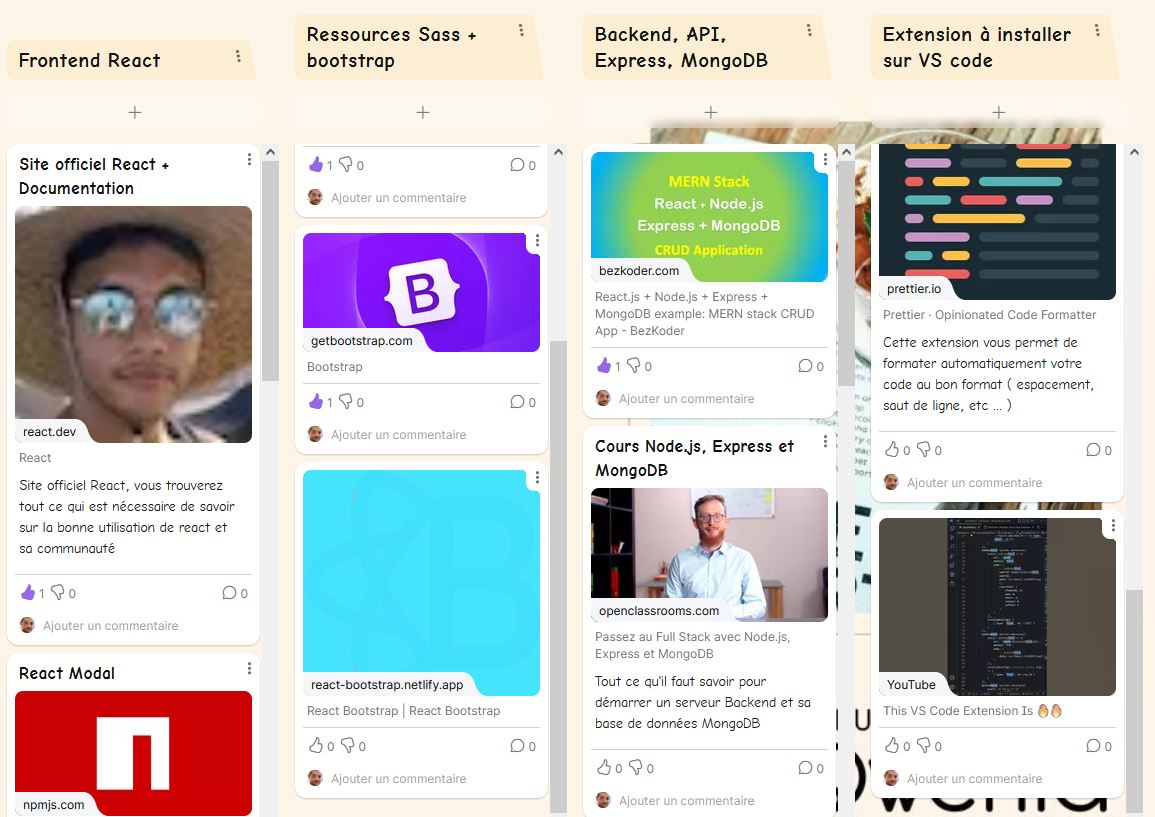 Frontend React
Site officiel React +
Documentation
react.dev
React
Site officiel React, vous trouverez
tout ce qui est nécessaire de savoir
sur la bonne utilisation de react et
sa communauté
1 0 0
Ajouter un commentaire
React Modal
npmjs.com
Ressources Sass +
bootstrap
1 0 0
Ajouter un commentaire
B
getbootstrap.com
Bootstrap
1 0 0
Ajouter un commentaire
B
react-bootstrap.netlify.app
React Bootstrap | React Bootstrap
0 0 0
Ajouter un commentaire
Backend, API,
Express, MongoDB
MERN Stack
React + Node.js
Express + MongoDB
CRUD Application
bezkoder.com
React.js + Node.js + Express +
MongoDB example: MERN stack CRUD
App - BezKoder
1 0 0
Ajouter un commentaire
Cours Node.js, Express et
MongoDB
openclassrooms.com
Passez au Full Stack avec Node.js,
Express et MongoDB
Tout ce qu'il faut savoir pour
démarrer un serveur Backend et sa
base de données MongoDB
0 0 0
Ajouter un commentaire
Extension à installer
sur VS code
prettier.io
Prettier · Opinionated Code Formatter
Cette extension vous permet de
formater automatiquement votre
code au bon format ( espacement,
saut de ligne, etc ... )
0 0 0
Ajouter un commentaire
YouTube
This VS Code Extension Is 🔥🔥
0 0 0
Ajouter un commentaire